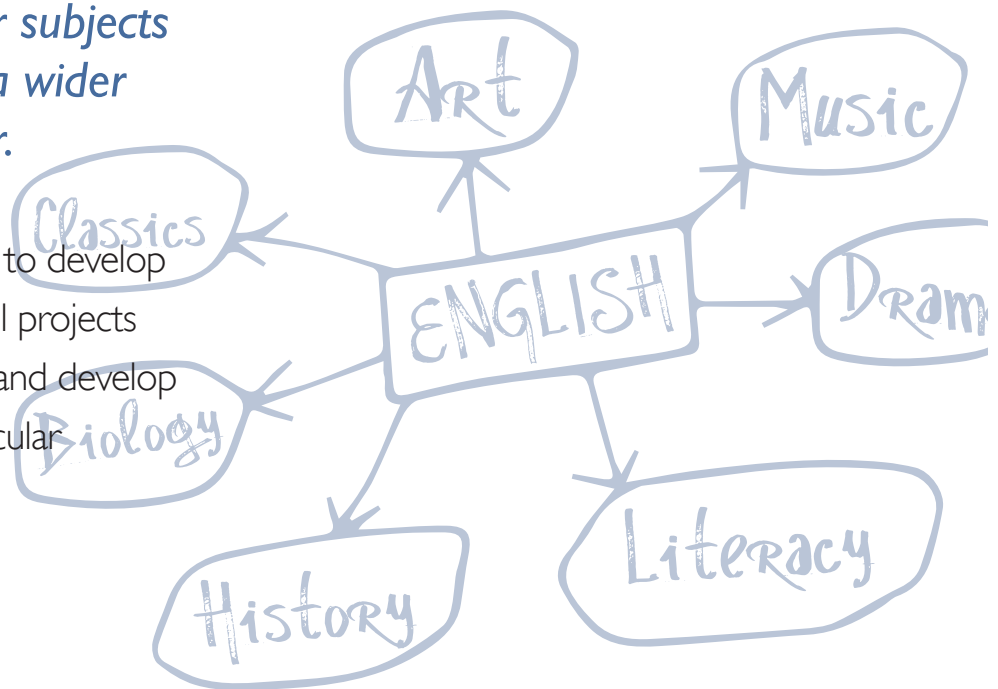 r subjects
a wider
r.
to develop
l projects
and develop
cular
Art
Music
Classics
ENGLISH
Drama
Biology
History
Literacy